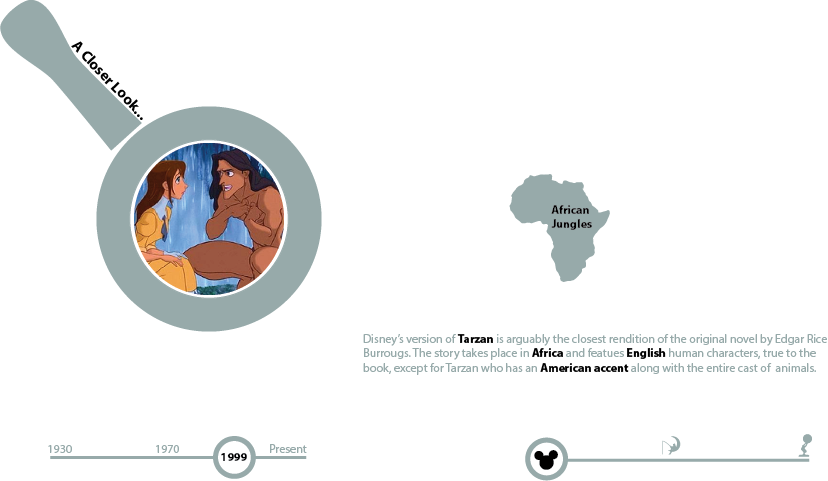 A Closer Look...
African
Jungles
Disney's version of Tarzan is arguably the closest rendition of the original novel by Edgar Rice
Burrougs. The story takes place in Africa and featues English human characters, true to the
book, except for Tarzan who has an American accent along with the entire cast of animals.
1930
1970
1999
Present